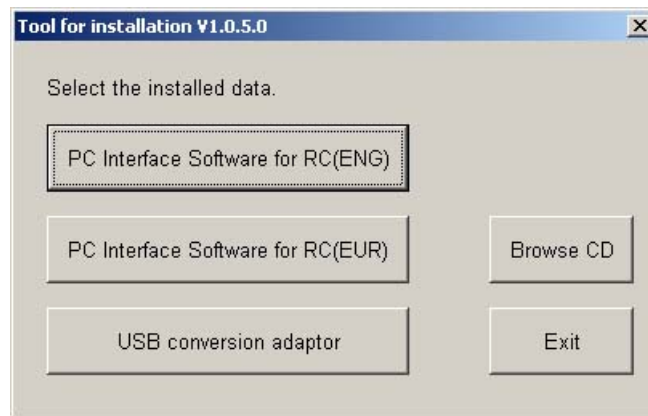 Tool for installation V1.0.5.0
Select the installed data.
PC Interface Software for RC(ENG)
PC Interface Software for RC(EUR)
Browse CD
USB conversion adaptor
Exit